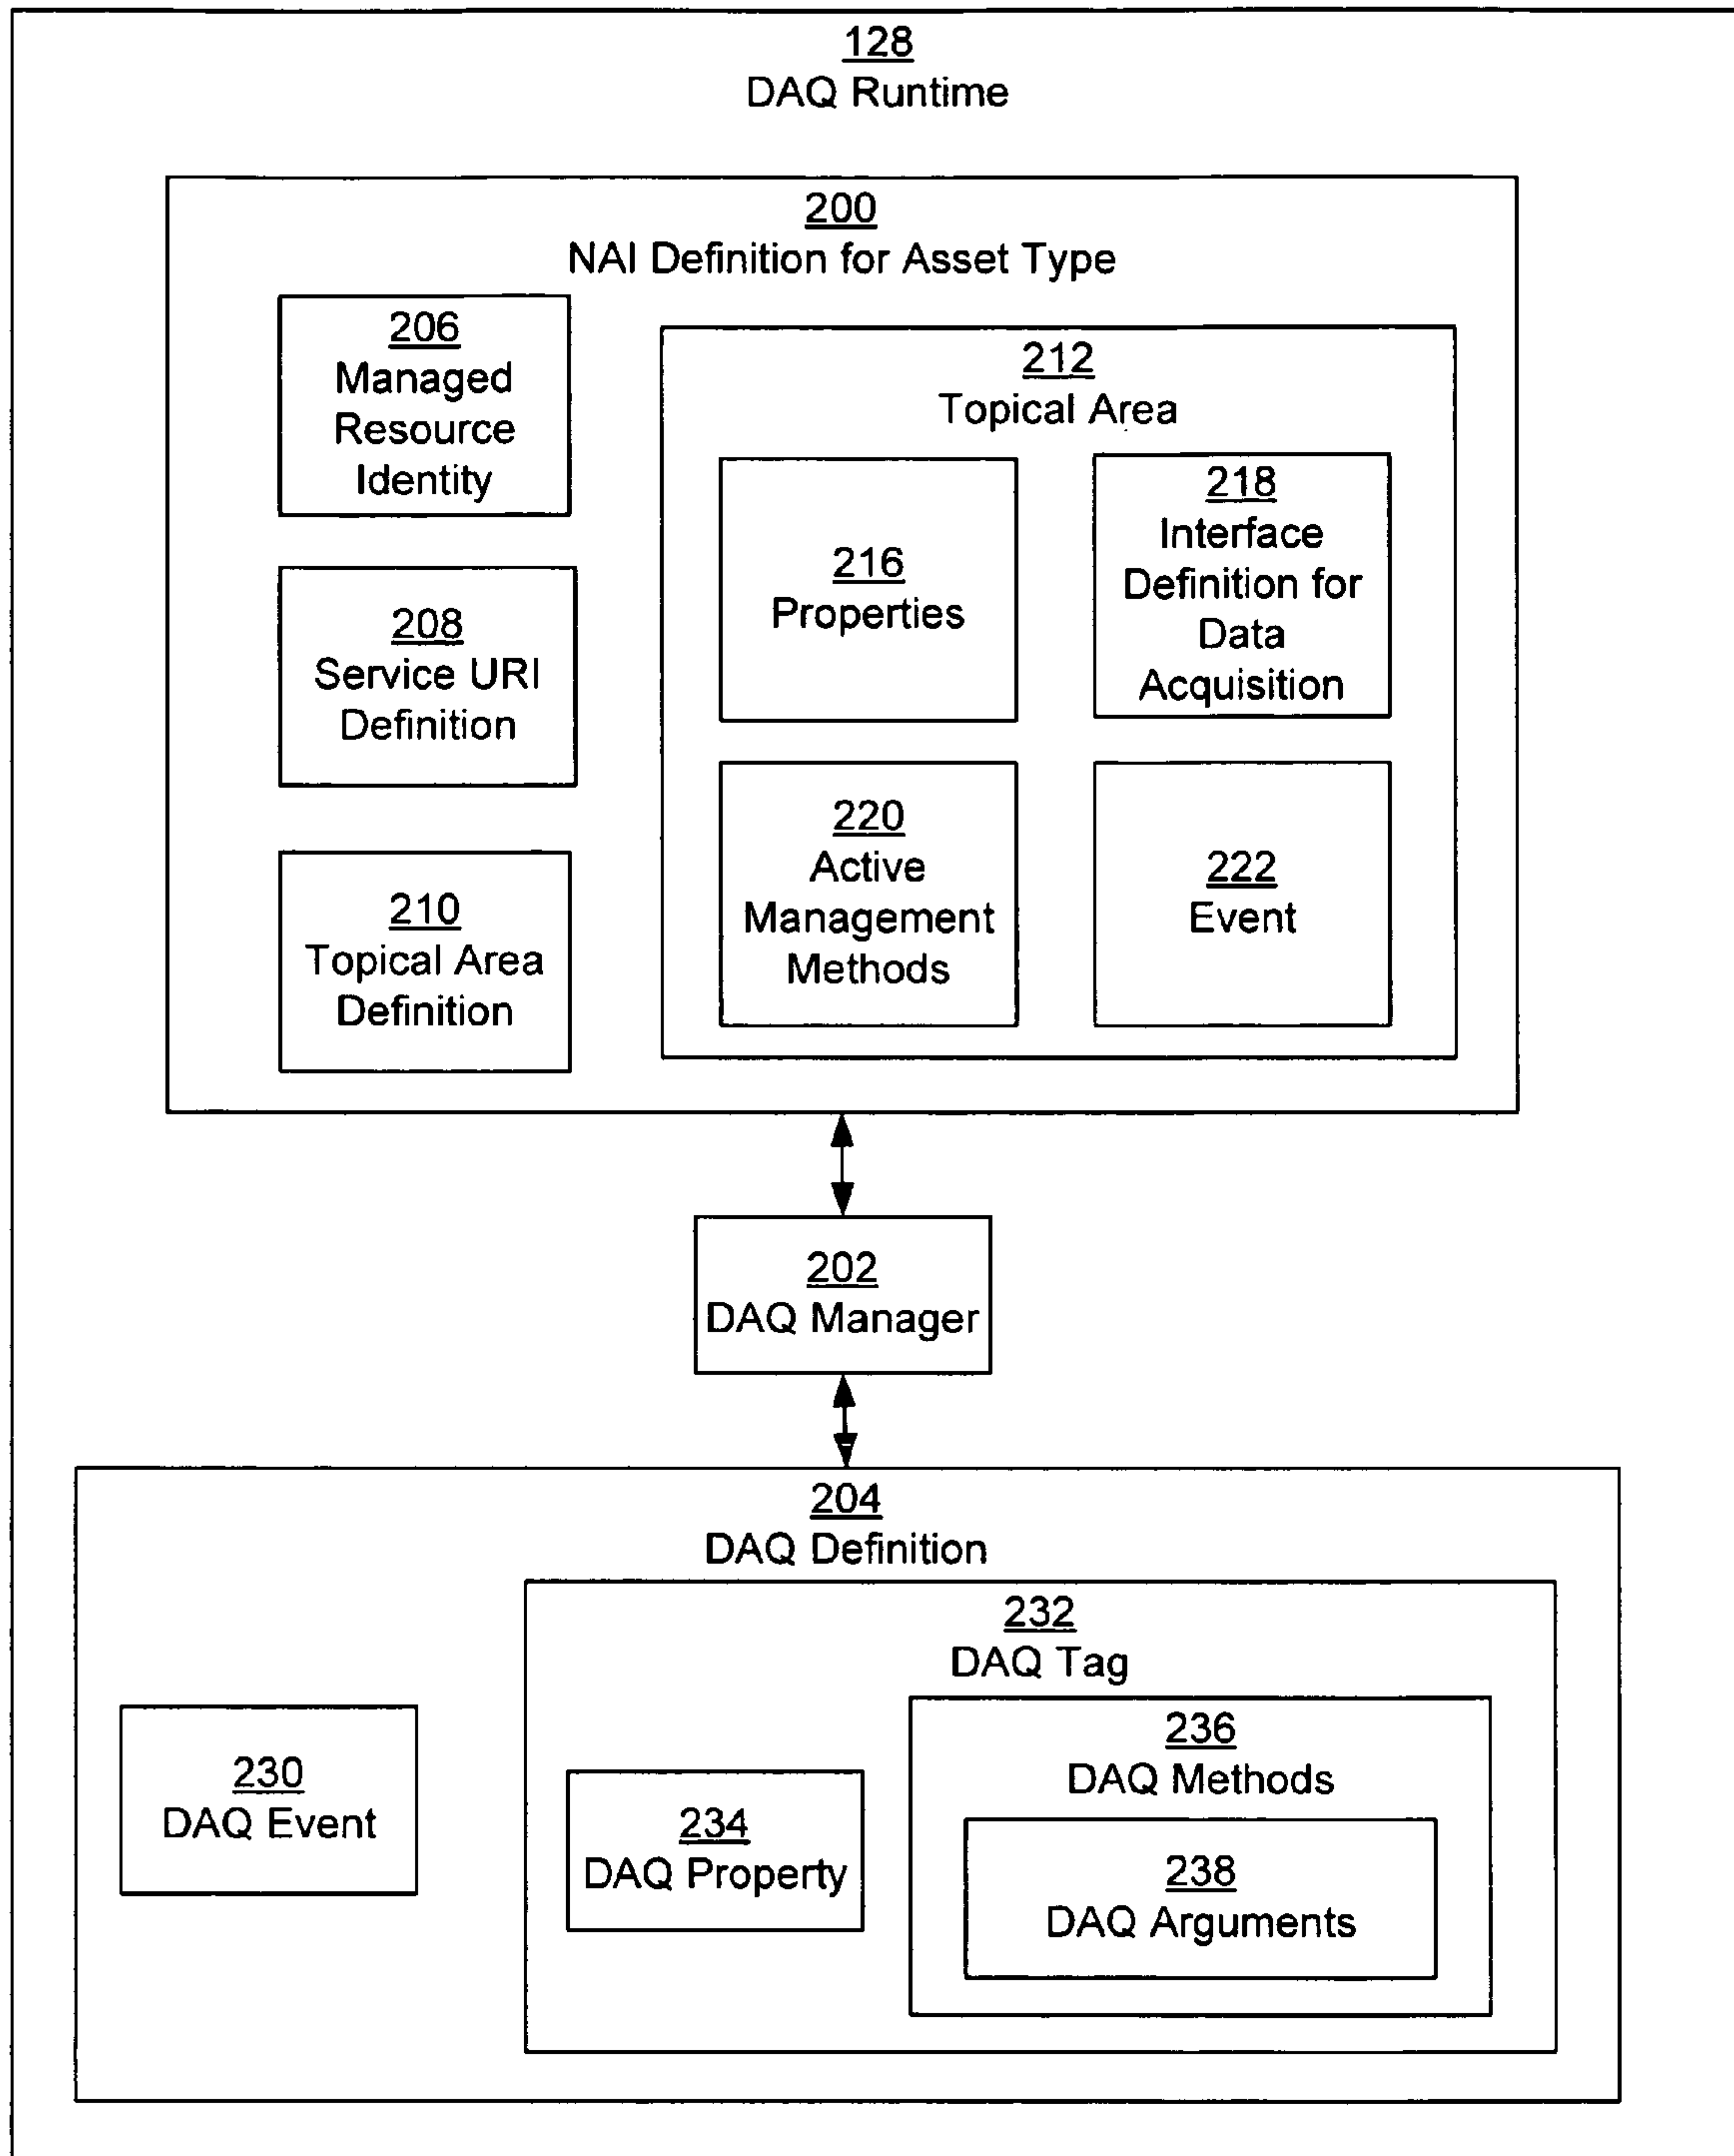 128
DAQ Runtime
200
NAI Definition for Asset Type
206
Managed
Resource
Identity
208
Service URI
Definition
210
Topical Area
Definition
212
Topical Area
216
Properties
218
Interface
Definition for
Data
Acquisition
220
Active
Management
Methods
222
Event
202
DAQ Manager
204
DAQ Definition
230
DAQ Event
232
DAQ Tag
234
DAQ Property
236
DAQ Methods
238
DAQ Arguments